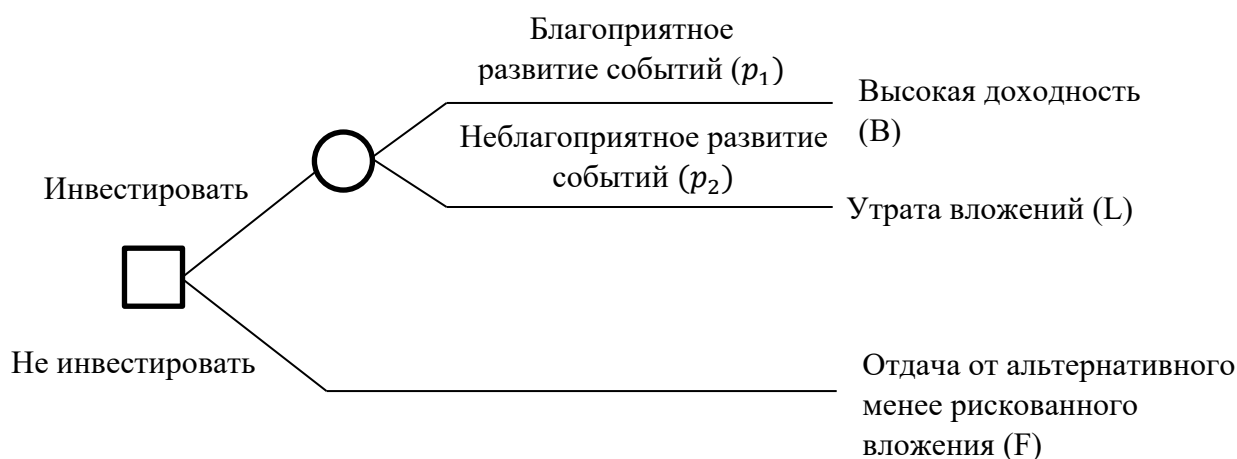 Благоприятное
развитие событий (𝑝₁)
Высокая доходность
(B)
Неблагоприятное развитие
событий (𝑝₂)
Инвестировать
Утрата вложений (L)
Не инвестировать
Отдача от альтернативного
менее рискованного
вложения (F)